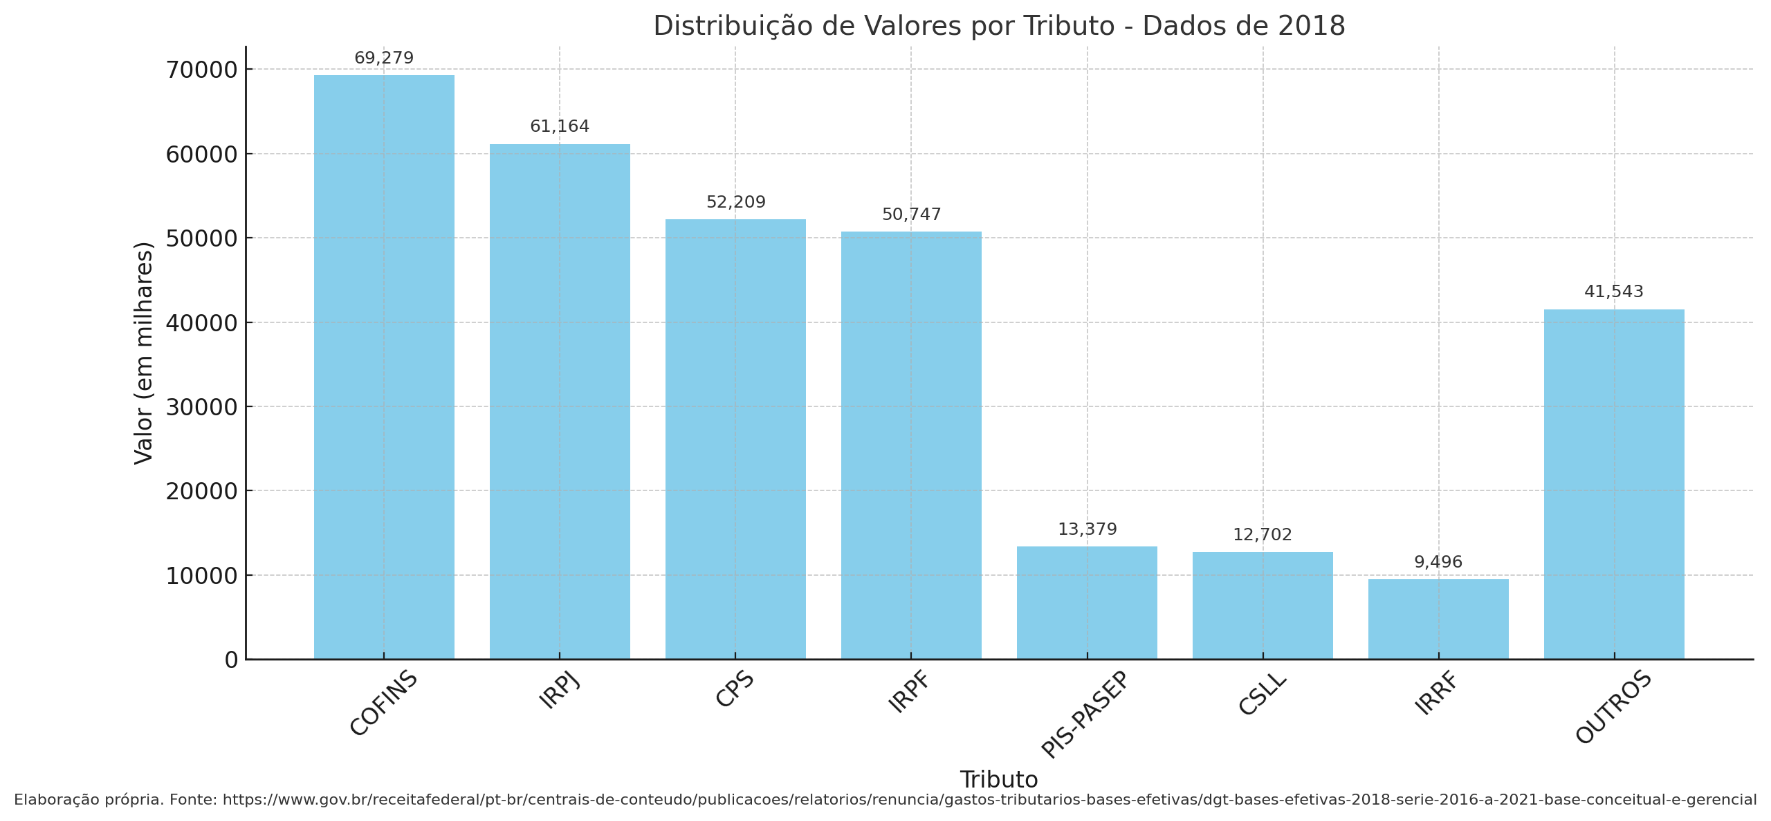 Distribuição de Valores por Tributo - Dados de 2018
69,279
61,164
52,209
50,747
13,379
12,702
9,496
41,543
70000
60000
50000
40000
30000
20000
10000
0
Valor (em milhares)
COFINS
IRPJ
CPS
IRPF
PIS-PASEP
CSLL
IRRF
OUTROS
Tributo
Elaboração própria. Fonte: https://www.gov.br/receitafederal/pt-br/centrais-de-conteudo/publicacoes/relatorios/renuncia/gastos-tributarios-bases-efetivas/dgt-bases-efetivas-2018-serie-2016-a-2021-base-conceitual-e-gerencial